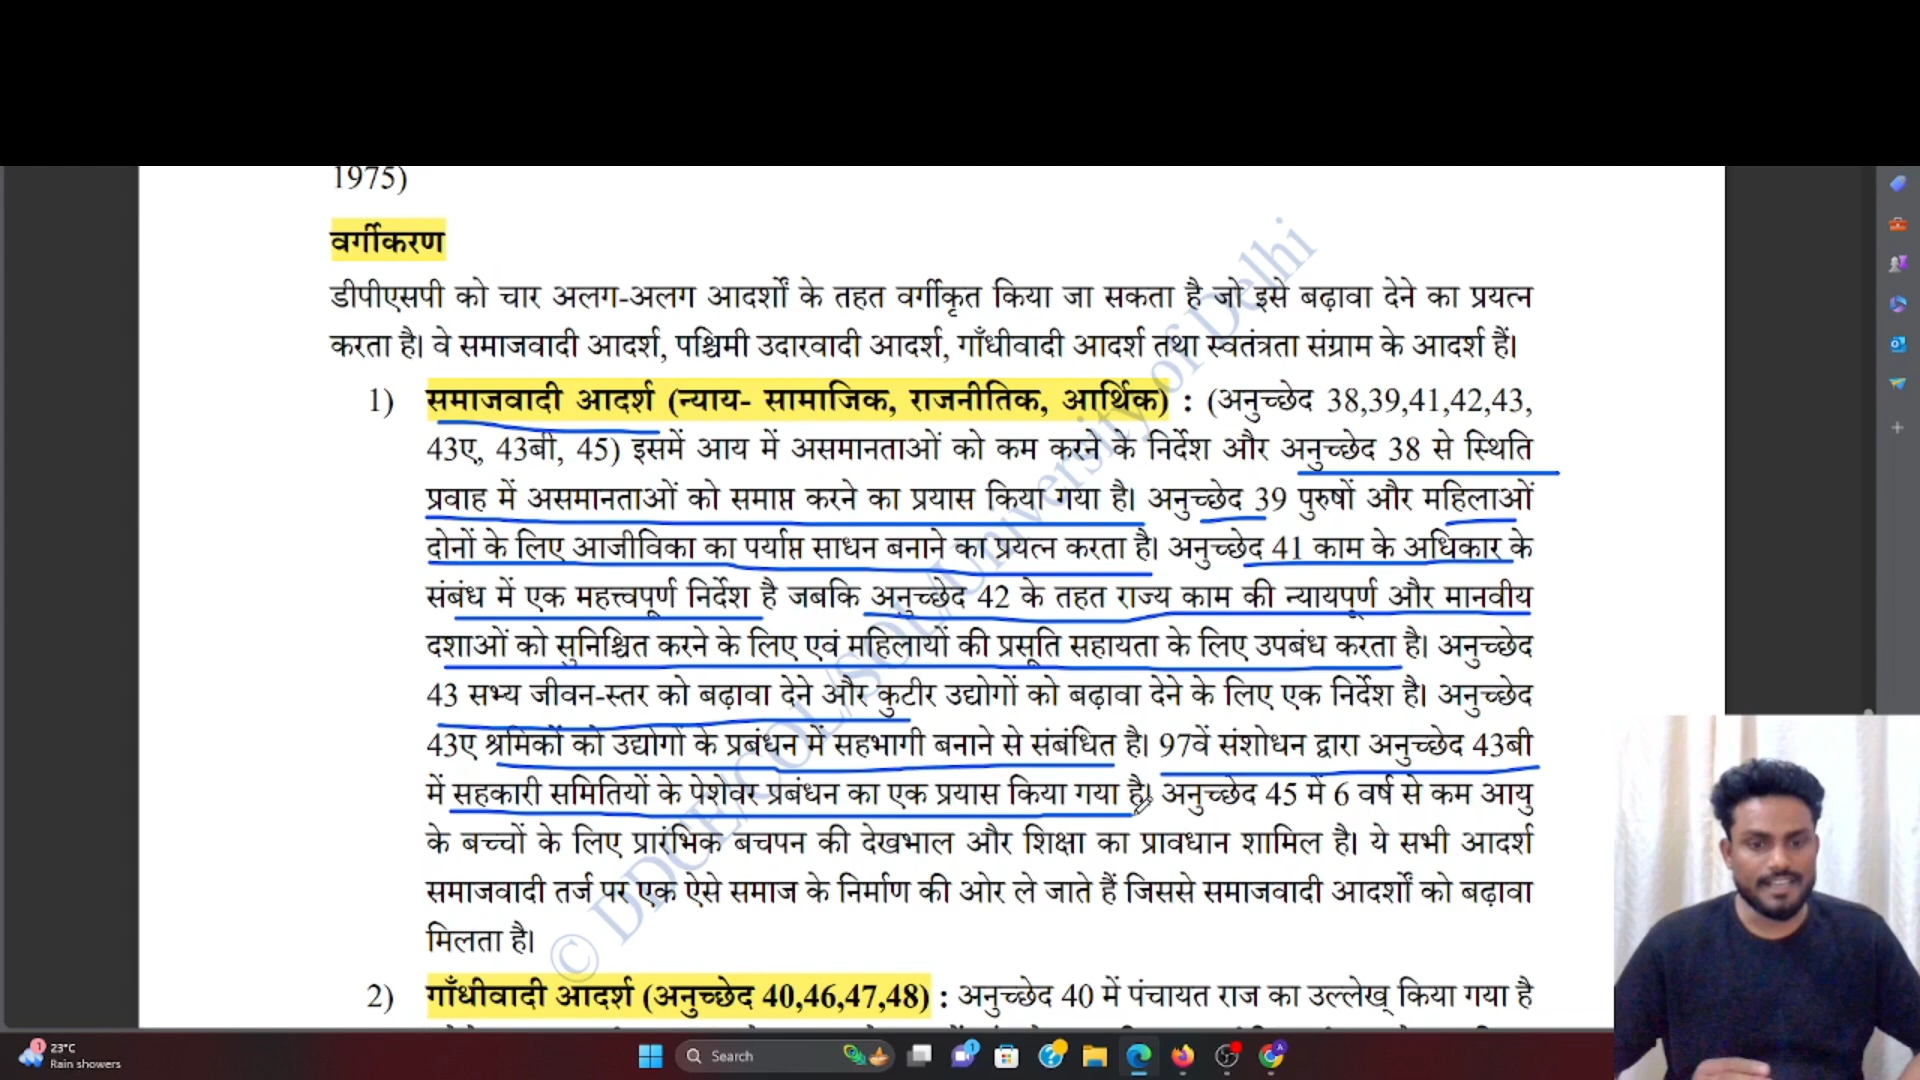 1975)
वर्गीकरण
डीपीएसपी को चार अलग-अलग आदर्शों के तहत वर्गीकृत किया जा सकता है जो इसे बढ़ावा देने का प्रयत्न
करता है। वे समाजवादी आदर्श, पश्चिमी उदारवादी आदर्श, गाँधीवादी आदर्श तथा स्वतंत्रता संग्राम के आदर्श हैं।
1) समाजवादी आदर्श (न्याय- सामाजिक, राजनीतिक, आर्थिक) : (अनुच्छेद 38,39,41,42,43,
43ए, 43बी, 45) इसमें आय में असमानताओं को कम करने के निर्देश और अनुच्छेद 38 से स्थिति
प्रवाह में असमानताओं को समाप्त करने का प्रयास किया गया है। अनुच्छेद 39 पुरुषों और महिलाओं
दोनों के लिए आजीविका का पर्याप्त साधन बनाने का प्रयत्न करता है। अनुच्छेद 41 काम के अधिकार के
संबंध में एक महत्त्वपूर्ण निर्देश है जबकि अनुच्छेद 42 के तहत राज्य काम की न्यायपूर्ण और मानवीय
दशाओं को सुनिश्चित करने के लिए एवं महिलायों की प्रसूति सहायता के लिए उपबंध करता है। अनुच्छेद
43 सभ्य जीवन-स्तर को बढ़ावा देने और कुटीर उद्योगों को बढ़ावा देने के लिए एक निर्देश है। अनुच्छेद
43ए श्रमिकों को उद्योगों के प्रबंधन में सहभागी बनाने से संबंधित है। 97वें संशोधन द्वारा अनुच्छेद 43बी
में सहकारी समितियों के पेशेवर प्रबंधन का एक प्रयास किया गया है। अनुच्छेद 45 में 6 वर्ष से कम आयु
के बच्चों के लिए प्रारंभिक बचपन की देखभाल और शिक्षा का प्रावधान शामिल है। ये सभी आदर्श
समाजवादी तर्ज पर एक ऐसे समाज के निर्माण की ओर ले जाते हैं जिससे समाजवादी आदर्शों को बढ़ावा
मिलता है।
2) गाँधीवादी आदर्श (अनुच्छेद 40,46,47,48) : अनुच्छेद 40 में पंचायत राज का उल्लेख् किया गया है
© DDCE/COL/SOL/University of Delhi
1
23°C
Rain showers
Search
1
A